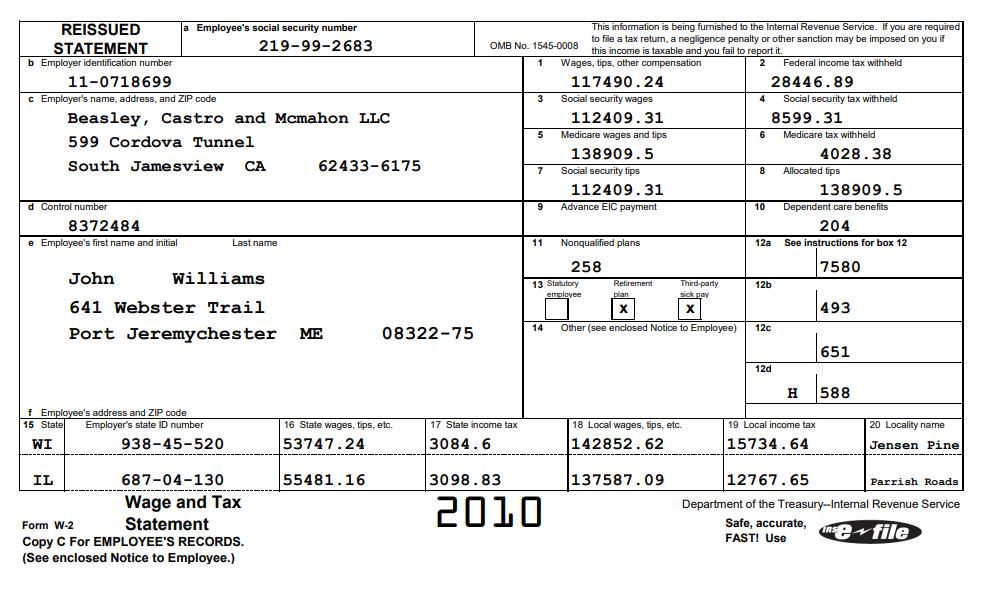 REISSUED STATEMENT
a Employee's social security number
219-99-2683
OMB No. 1545-0008
This information is being furnished to the Internal Revenue Service. If you are required
to file a tax return, a negligence penalty or other sanction may be imposed on you if
this income is taxable and you fail to report it.
b Employer identification number
11-0718699
1 Wages, tips, other compensation
117490.24
2 Federal income tax withheld
28446.89
c Employer's name, address, and ZIP code
Beasley, Castro and Mcmahon LLC
599 Cordova Tunnel
South Jamesview CA 62433-6175
3 Social security wages
112409.31
4 Social security tax withheld
8599.31
5 Medicare wages and tips
138909.5
6 Medicare tax withheld
4028.38
7 Social security tips
112409.31
8 Allocated tips
138909.5
d Control number
8372484
9 Advance EIC payment
10 Dependent care benefits
204
e Employee's first name and initial Last name
John Williams
641 Webster Trail
Port Jeremychester ME 08322-75
f Employee's address and ZIP code
11 Nonqualified plans
258
12a See instructions for box 12
7580
13 Statutory employee
Retirement plan
X
Third-party sick pay
X
12b
493
14 Other (see enclosed Notice to Employee)
12c
651
12d
H 588
15 State Employer's state ID number 16 State wages, tips, etc. 17 State income tax 18 Local wages, tips, etc. 19 Local income tax 20 Locality name
WI 938-45-520 53747.24 3084.6 142852.62 15734.64 Jensen Pine
IL 687-04-130 55481.16 3098.83 137587.09 12767.65 Parrish Roads
Form W-2
Wage and Tax
Statement
2010
Department of the Treasury--Internal Revenue Service
Copy C For EMPLOYEE'S RECORDS.
(See enclosed Notice to Employee.)
Safe, accurate,
FAST! Use
IRS e file